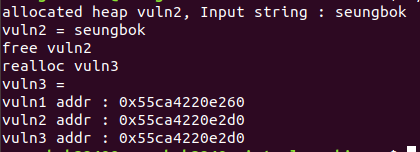 allocated heap vuln2, Input string : seungbok
vuln2 = seungbok
free vuln2
realloc vuln3
vuln3 =
vuln1 addr : 0x55ca4220e260
vuln2 addr : 0x55ca4220e2d0
vuln3 addr : 0x55ca4220e2d0